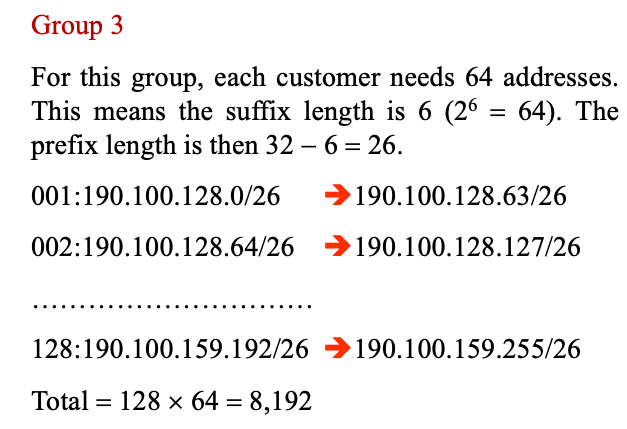 Group 3
For this group, each customer needs 64 addresses.
This means the suffix length is 6 (2⁶ = 64). The
prefix length is then 32 – 6 = 26.
001:190.100.128.0/26 ➔190.100.128.63/26
002:190.100.128.64/26 ➔190.100.128.127/26
..............................
128:190.100.159.192/26 ➔190.100.159.255/26
Total = 128 × 64 = 8,192